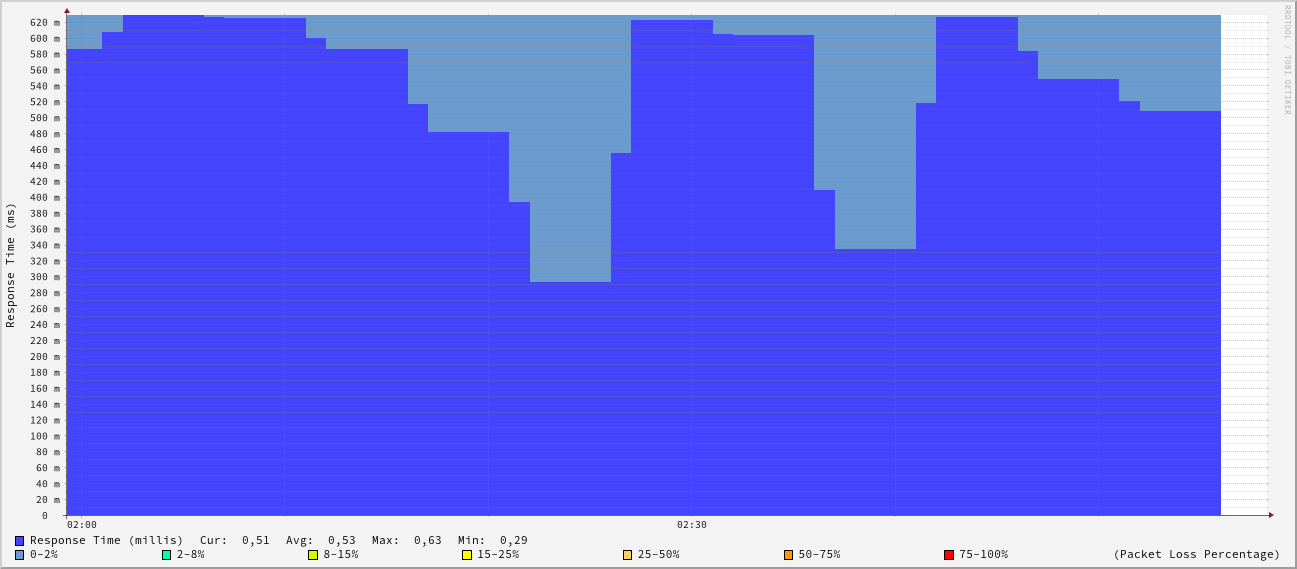 RRDTOOL / TOBI OETIKER
Response Time (ms)
620 m
600 m
580 m
560 m
540 m
520 m
500 m
480 m
460 m
440 m
420 m
400 m
380 m
360 m
340 m
320 m
300 m
280 m
260 m
240 m
220 m
200 m
180 m
160 m
140 m
120 m
100 m
80 m
60 m
40 m
20 m
0
02:00 02:30
Response Time (millis) Cur: 0,51 Avg: 0,53 Max: 0,63 Min: 0,29
0-2% 2-8% 8-15% 15-25% 25-50% 50-75% 75-100% (Packet Loss Percentage)